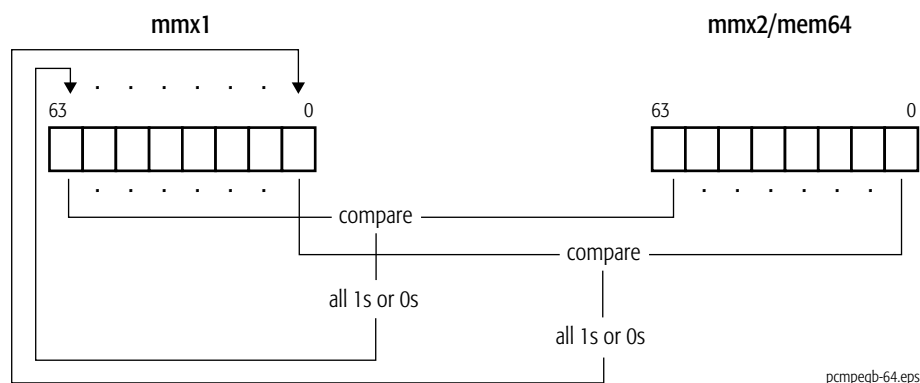 mmx1 mmx2/mem64
. . . . . .
63 0 63 0
. . . . . . . . . . . .
compare
compare
all 1s or 0s
all 1s or 0s
pcmpeqb-64.eps